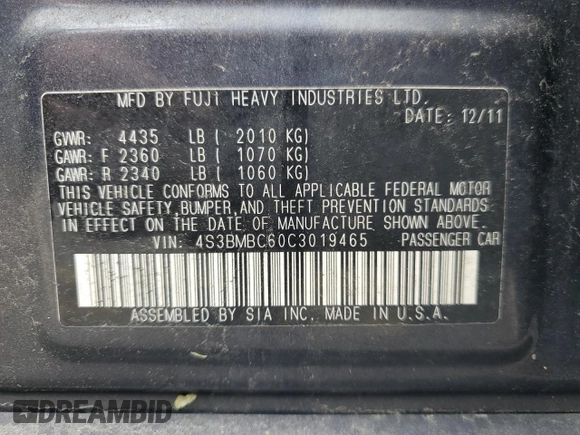 MFD BY FUJI HEAVY INDUSTRIES LTD.
DATE: 12/11
GVWR: 4435 LB ( 2010 KG)
GAWR: F 2360 LB ( 1070 KG)
GAWR: R 2340 LB ( 1060 KG)
THIS VEHICLE CONFORMS TO ALL APPLICABLE FEDERAL MOTOR
VEHICLE SAFETY,BUMPER,AND THEFT PREVENTION STANDARDS
IN EFFECT ON THE DATE OF MANUFACTURE SHOWN ABOVE.
VIN: 4S3BMBC60C3019465 PASSENGER CAR
ASSEMBLED BY SIA INC. MADE IN U.S.A.
DREAMBID